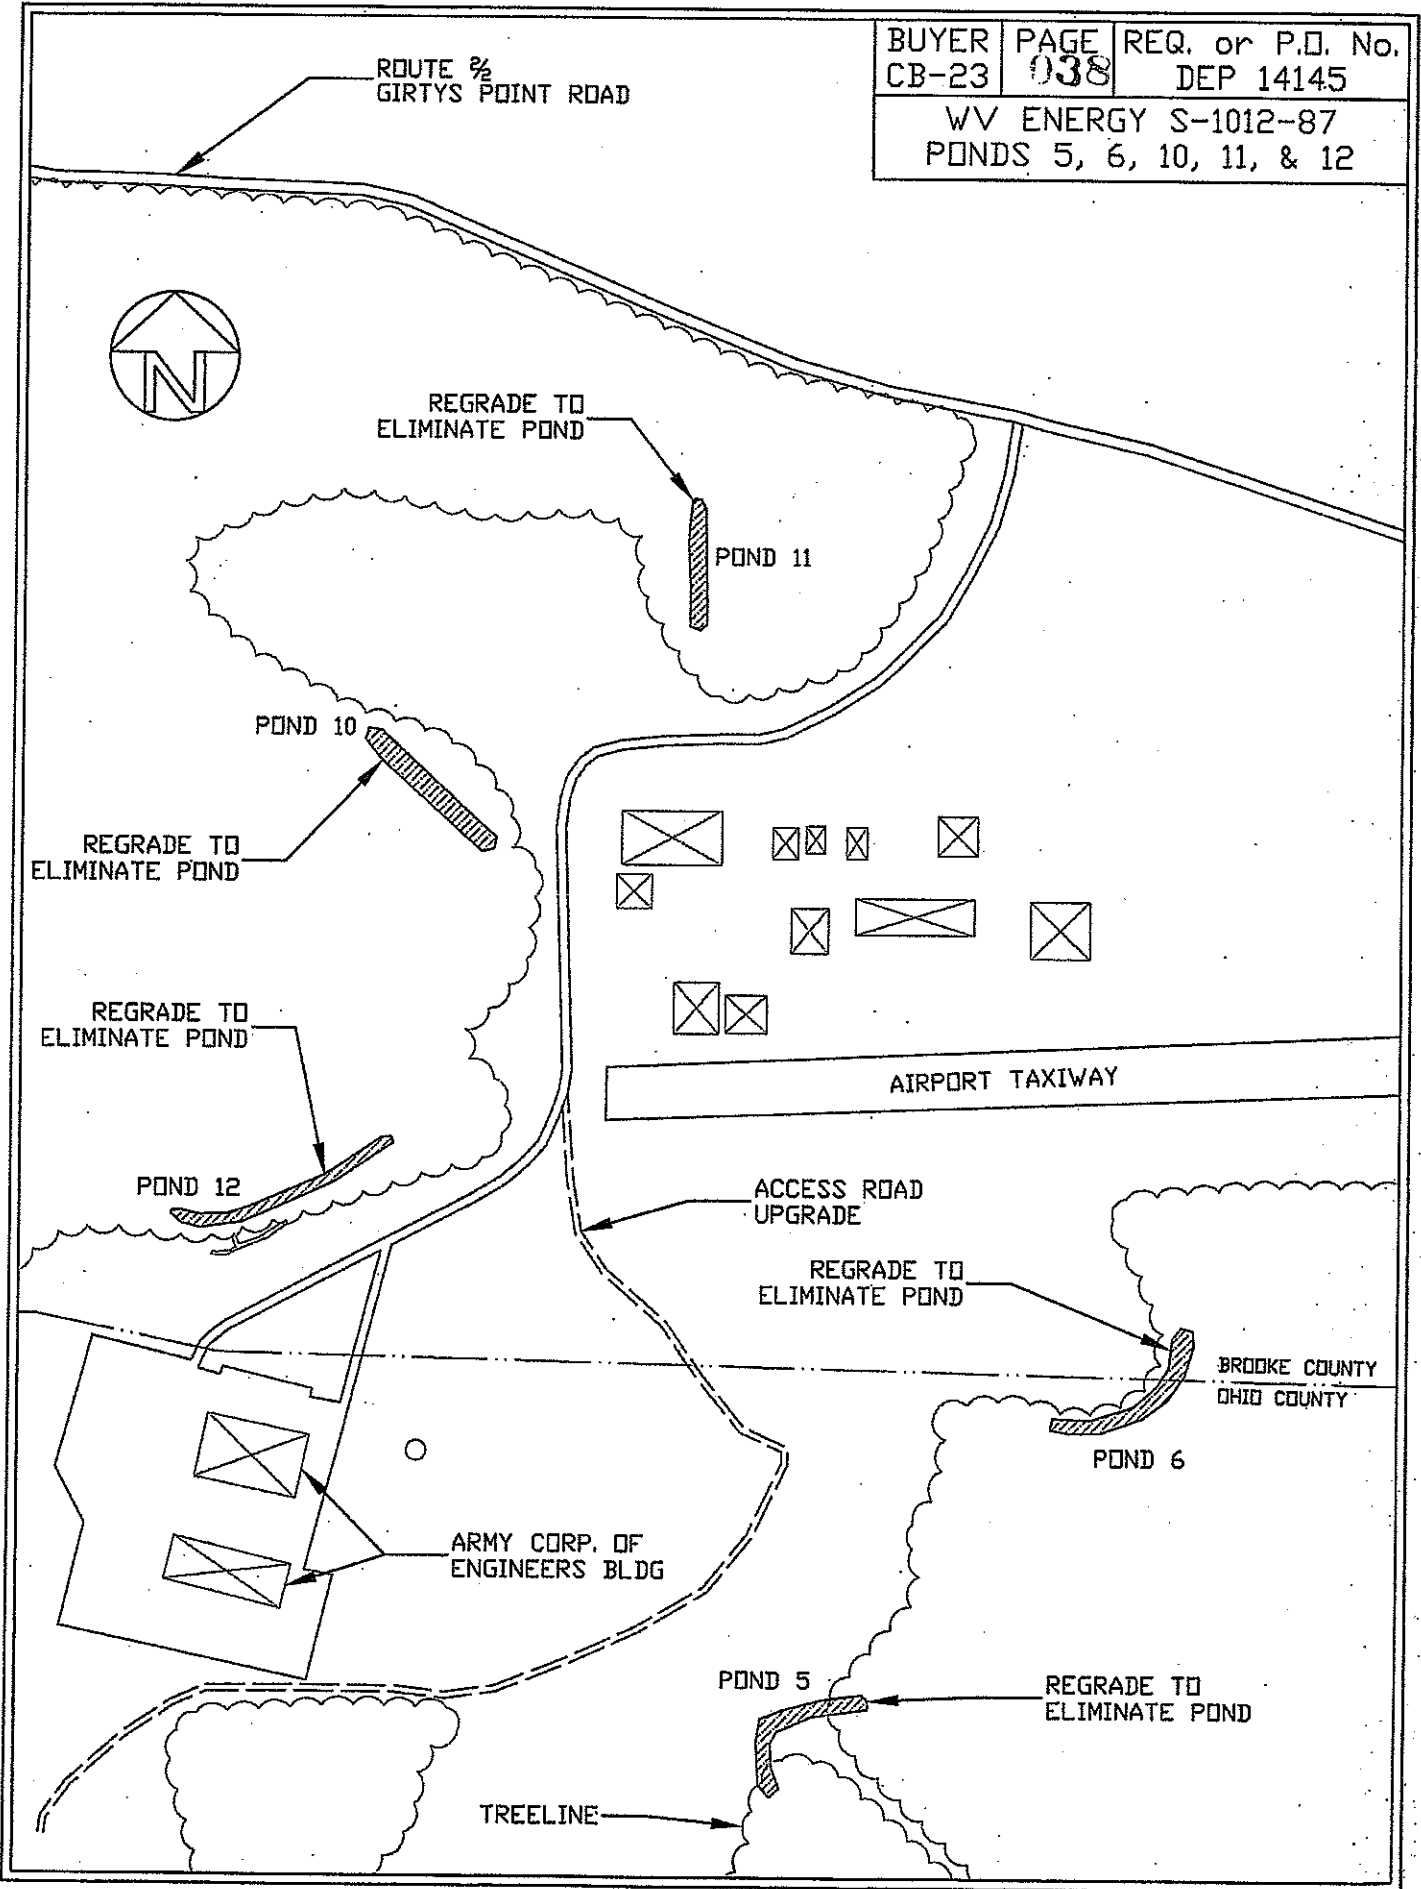 BUYER
CB-23
PAGE
038
REQ. or P.O. No.
DEP 14145
WV ENERGY S-1012-87
PONDS 5, 6, 10, 11, & 12
ROUTE 2/2
GIRTYS POINT ROAD
N
REGRADE TO
ELIMINATE POND
POND 11
POND 10
REGRADE TO
ELIMINATE POND
REGRADE TO
ELIMINATE POND
AIRPORT TAXIWAY
POND 12
ACCESS ROAD
UPGRADE
REGRADE TO
ELIMINATE POND
BROOKE COUNTY
OHIO COUNTY
POND 6
ARMY CORP. OF
ENGINEERS BLDG
POND 5
REGRADE TO
ELIMINATE POND
TREELINE